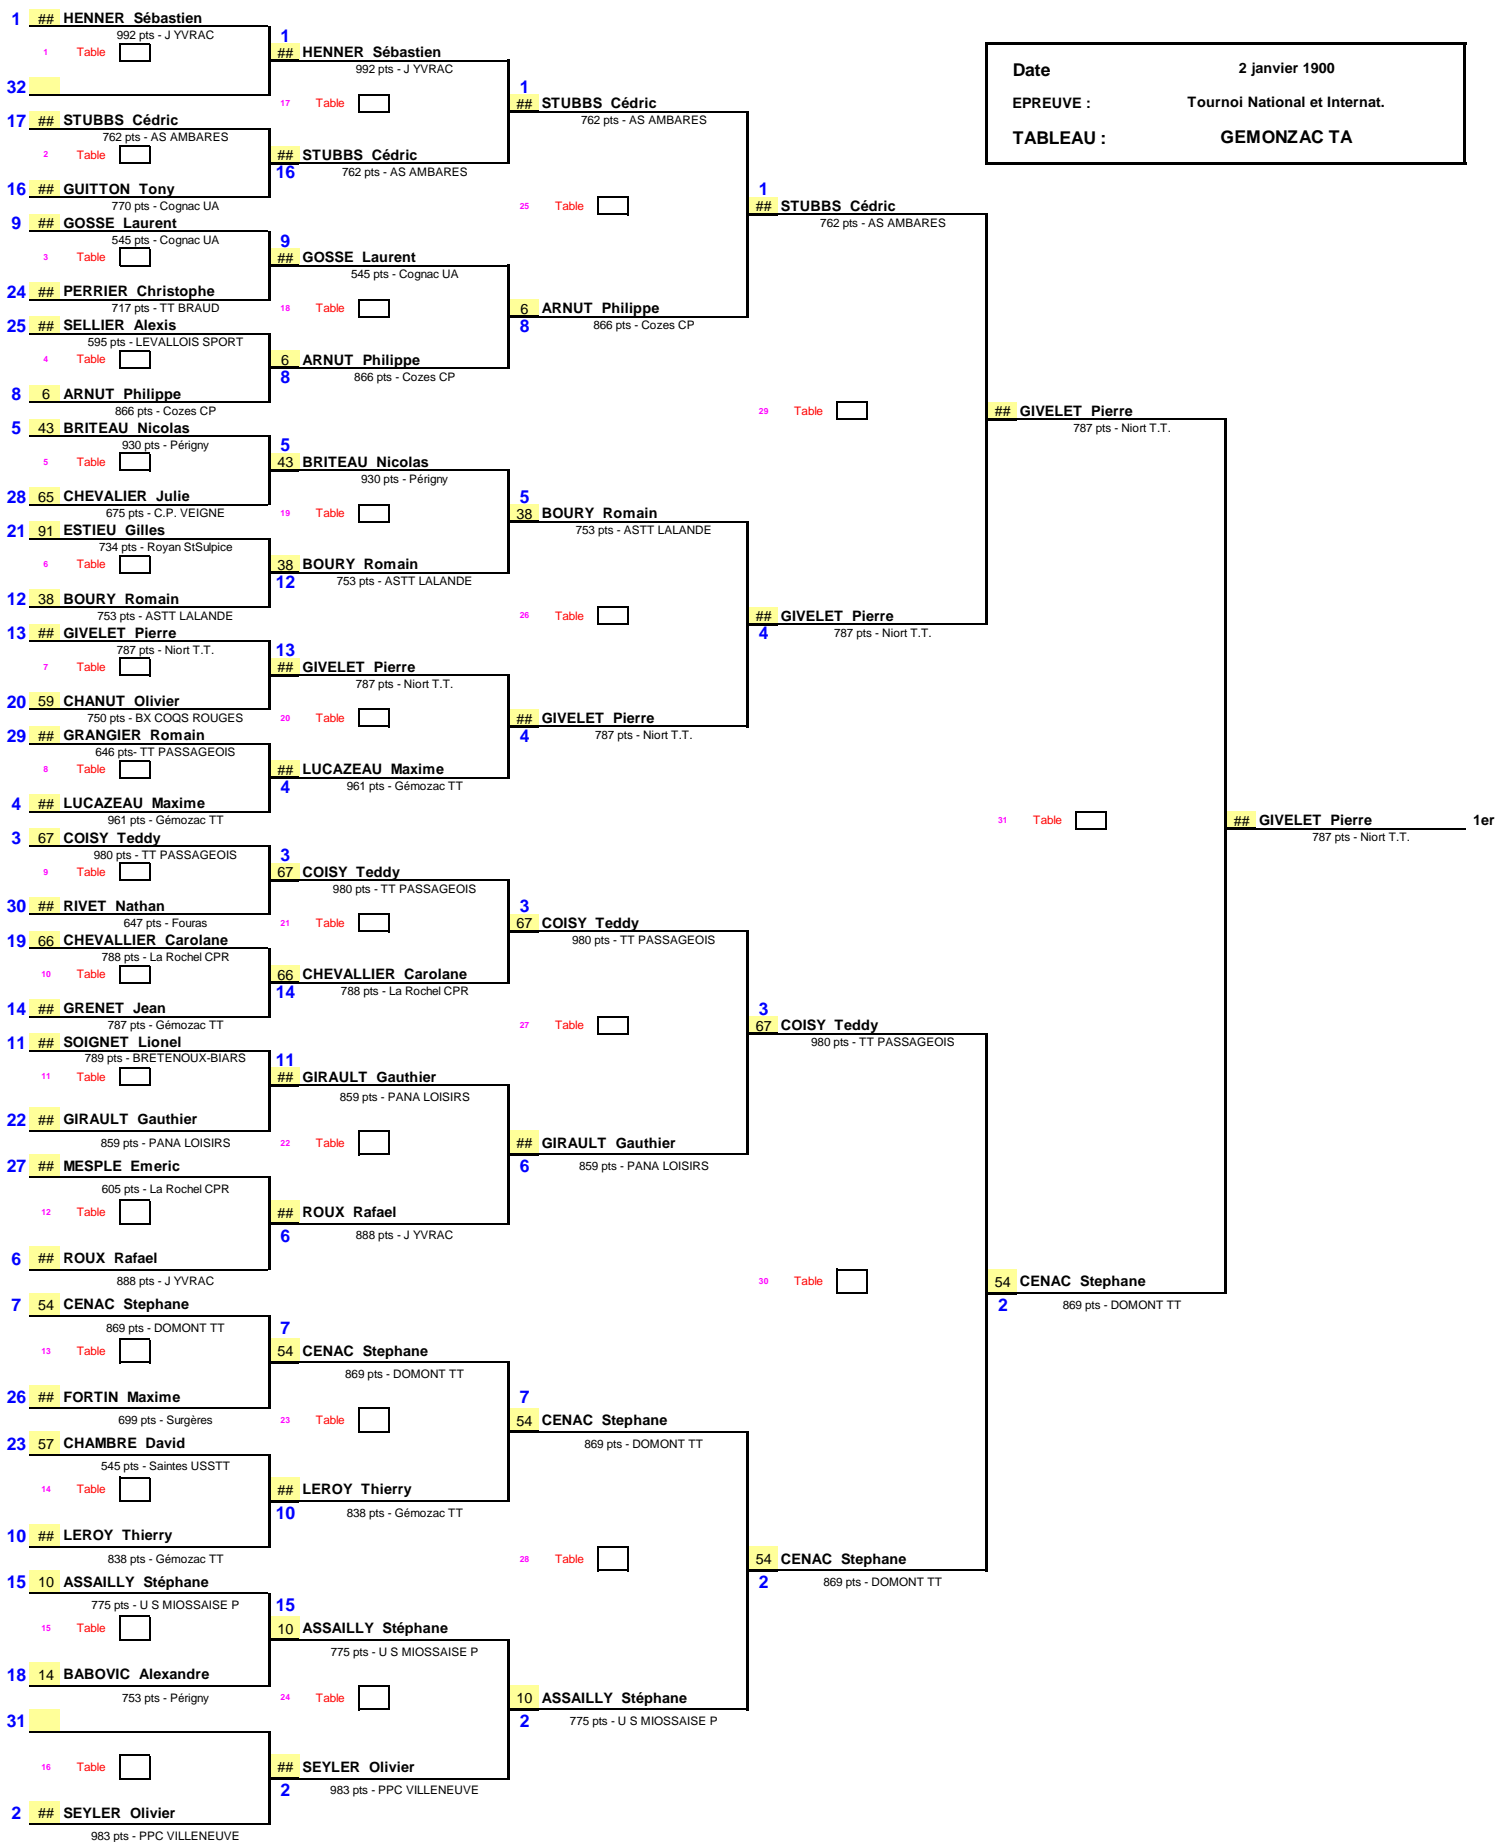 1 ## HENNER Sébastien
992 pts - J YVRAC
1 Table
32
17 ## STUBBS Cédric
762 pts - AS AMBARES
2 Table
16 ## GUITTON Tony
770 pts - Cognac UA
9 ## GOSSE Laurent
545 pts - Cognac UA
3 Table
24 ## PERRIER Christophe
717 pts - TT BRAUD
25 ## SELLIER Alexis
595 pts - LEVALLOIS SPORT
4 Table
8 6 ARNUT Philippe
866 pts - Cozes CP
5 43 BRITEAU Nicolas
930 pts - Périgny
5 Table
28 65 CHEVALIER Julie
675 pts - C.P. VEIGNE
21 91 ESTIEU Gilles
734 pts - Royan StSulpice
6 Table
12 38 BOURY Romain
753 pts - ASTT LALANDE
13 ## GIVELET Pierre
787 pts - Niort T.T.
7 Table
20 59 CHANUT Olivier
750 pts - BX COQS ROUGES
29 ## GRANGIER Romain
646 pts- TT PASSAGEOIS
8 Table
4 ## LUCAZEAU Maxime
961 pts - Gémozac TT
3 67 COISY Teddy
980 pts - TT PASSAGEOIS
9 Table
30 ## RIVET Nathan
647 pts - Fouras
19 66 CHEVALLIER Carolane
788 pts - La Rochel CPR
10 Table
14 ## GRENET Jean
787 pts - Gémozac TT
11 ## SOIGNET Lionel
789 pts - BRETENOUX-BIARS
11 Table
22 ## GIRAULT Gauthier
859 pts - PANA LOISIRS
27 ## MESPLE Emeric
605 pts - La Rochel CPR
12 Table
6 ## ROUX Rafael
888 pts - J YVRAC
7 54 CENAC Stephane
869 pts - DOMONT TT
13 Table
26 ## FORTIN Maxime
699 pts - Surgères
23 57 CHAMBRE David
545 pts - Saintes USSTT
14 Table
10 ## LEROY Thierry
838 pts - Gémozac TT
15 10 ASSAILLY Stéphane
775 pts - U S MIOSSAISE P
15 Table
18 14 BABOVIC Alexandre
753 pts - Périgny
31
16 Table
2 ## SEYLER Olivier
983 pts - PPC VILLENEUVE
1
## HENNER Sébastien
992 pts - J YVRAC
17 Table
## STUBBS Cédric
16 762 pts - AS AMBARES
9
## GOSSE Laurent
545 pts - Cognac UA
18 Table
6 ARNUT Philippe
8 866 pts - Cozes CP
5
43 BRITEAU Nicolas
930 pts - Périgny
19 Table
38 BOURY Romain
12 753 pts - ASTT LALANDE
13
## GIVELET Pierre
787 pts - Niort T.T.
20 Table
## LUCAZEAU Maxime
4 961 pts - Gémozac TT
3
67 COISY Teddy
980 pts - TT PASSAGEOIS
21 Table
66 CHEVALLIER Carolane
14 788 pts - La Rochel CPR
11
## GIRAULT Gauthier
859 pts - PANA LOISIRS
22 Table
## ROUX Rafael
6 888 pts - J YVRAC
7
54 CENAC Stephane
869 pts - DOMONT TT
23 Table
## LEROY Thierry
10 838 pts - Gémozac TT
15
10 ASSAILLY Stéphane
775 pts - U S MIOSSAISE P
24 Table
## SEYLER Olivier
2 983 pts - PPC VILLENEUVE
1
## STUBBS Cédric
762 pts - AS AMBARES
25 Table
6 ARNUT Philippe
8 866 pts - Cozes CP
5
38 BOURY Romain
753 pts - ASTT LALANDE
26 Table
## GIVELET Pierre
4 787 pts - Niort T.T.
3
67 COISY Teddy
980 pts - TT PASSAGEOIS
27 Table
## GIRAULT Gauthier
6 859 pts - PANA LOISIRS
7
54 CENAC Stephane
869 pts - DOMONT TT
28 Table
10 ASSAILLY Stéphane
2 775 pts - U S MIOSSAISE P
1
## STUBBS Cédric
762 pts - AS AMBARES
29 Table
## GIVELET Pierre
4 787 pts - Niort T.T.
3
67 COISY Teddy
980 pts - TT PASSAGEOIS
30 Table
54 CENAC Stephane
2 869 pts - DOMONT TT
Date 2 janvier 1900
EPREUVE : Tournoi National et Internat.
TABLEAU : GEMONZAC TA
## GIVELET Pierre
787 pts - Niort T.T.
31 Table
54 CENAC Stephane
2 869 pts - DOMONT TT
## GIVELET Pierre 1er
787 pts - Niort T.T.